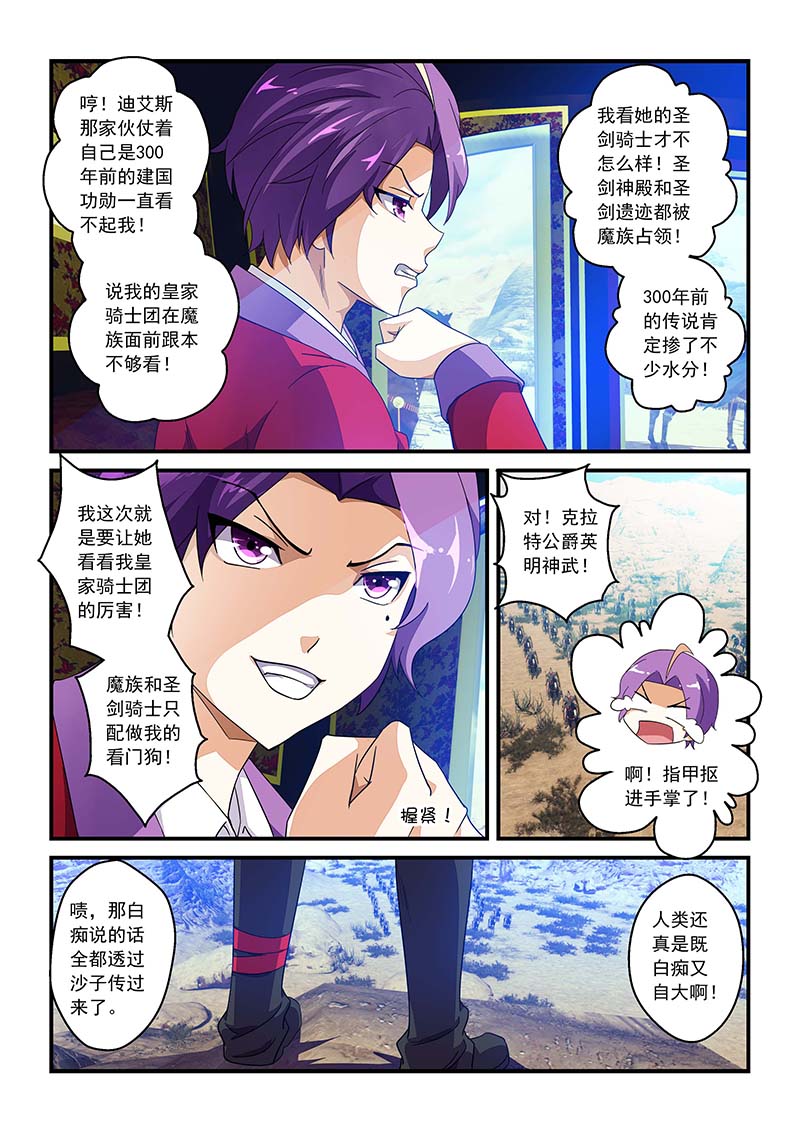 哼！迪艾斯
那家伙仗着
自己是300
年前的建国
功勋一直看
不起我！
说我的皇家
骑士团在魔
族面前跟本
不够看！
我看她的圣
剑骑士才不
怎么样！圣
剑神殿和圣
剑遗迹都被
魔族占领！
300年前
的传说肯
定掺了不
少水分！
我这次就
是要让她
看看我皇
家骑士团
的厉害！
魔族和圣
剑骑士只
配做我的
看门狗！
握紧！
对！克拉
特公爵英
明神武！
啊！指甲抠
进手掌了！
啧，那白
痴说的话
全都透过
沙子传过
来了。
人类还
真是既
白痴又
自大啊！